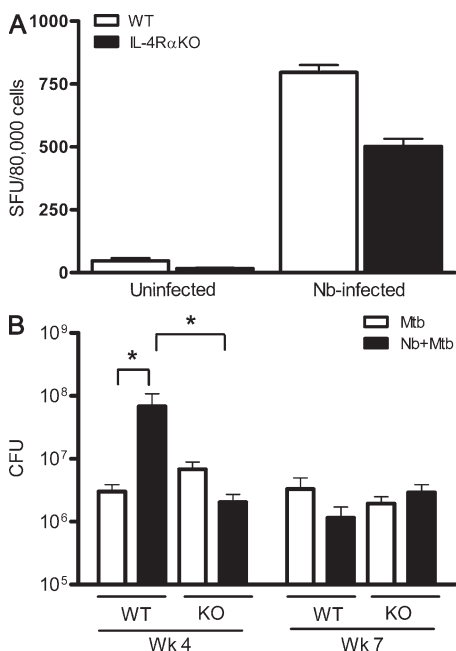 A
WT
IL-4RαKO
SFU/80,000 cells
1000
750
500
250
0
Uninfected Nb-infected
B
Mtb
Nb+Mtb
* *
CFU
10⁹
10⁸
10⁷
10⁶
10⁵
WT KO WT KO
Wk 4 Wk 7